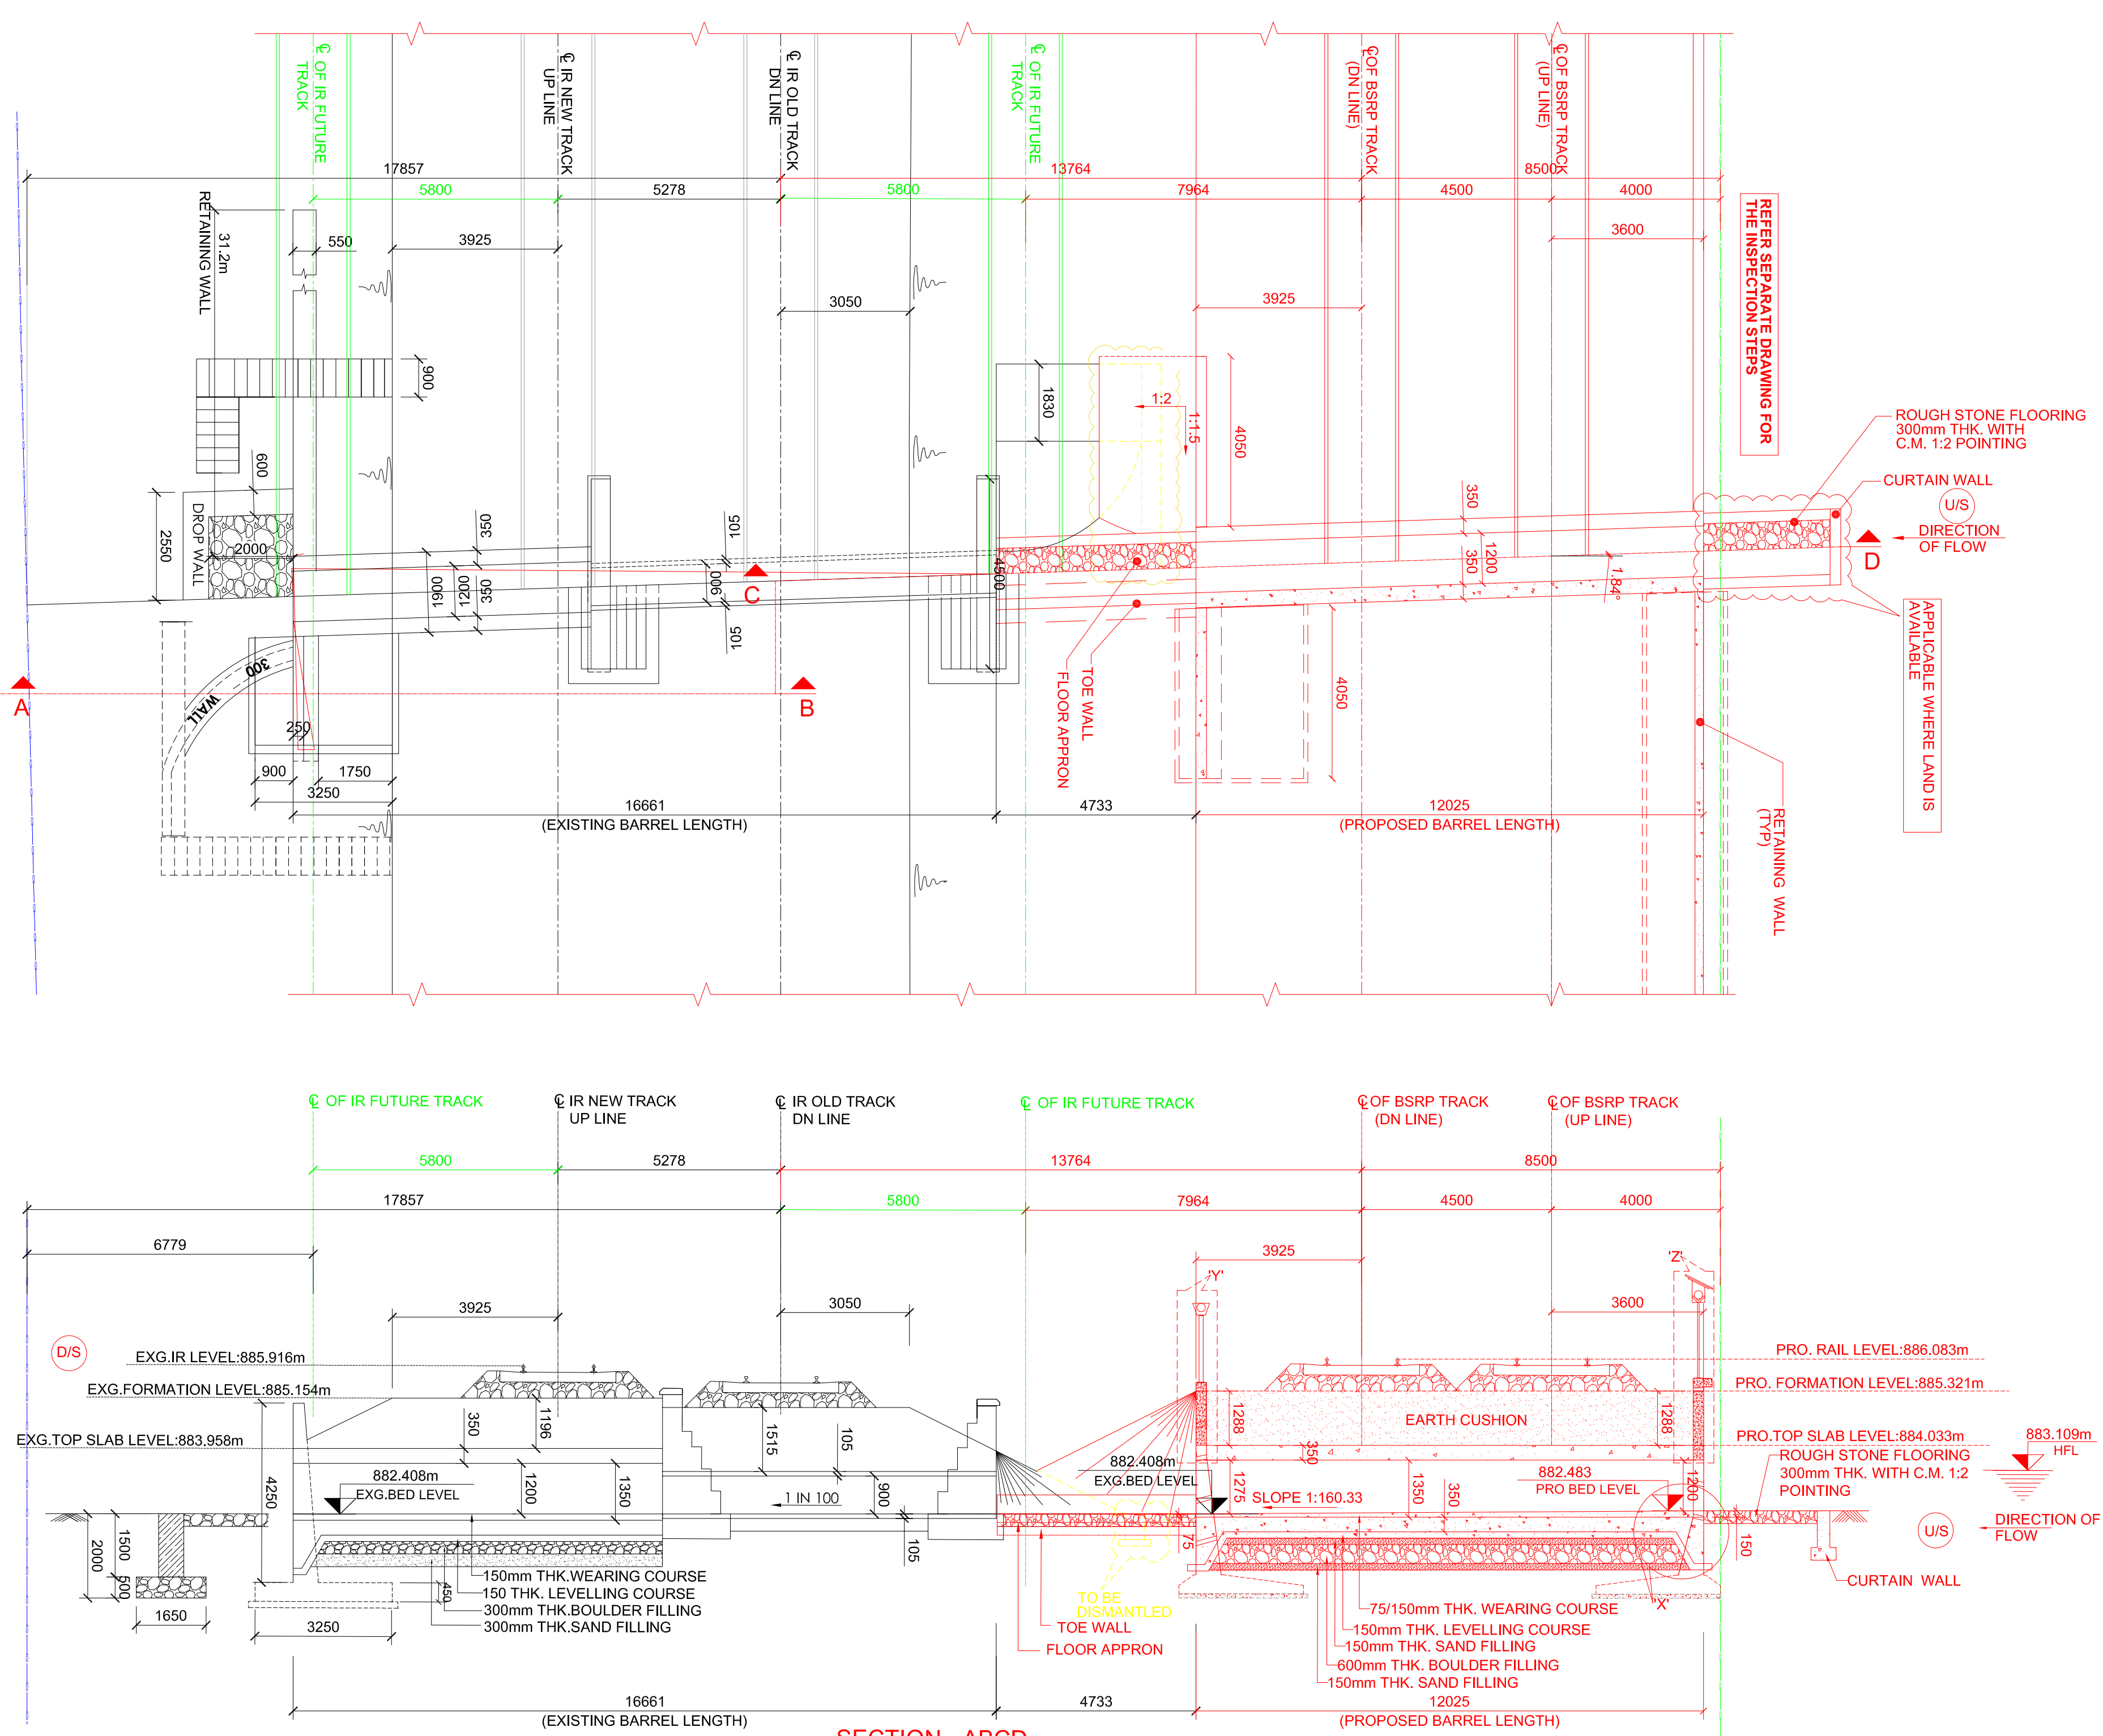 ℄ OF IR FUTURE
TRACK
℄ IR NEW TRACK
UP LINE
℄ IR OLD TRACK
DN LINE
℄ OF IR FUTURE
TRACK
℄ OF BSRP TRACK
(DN LINE)
℄ OF BSRP TRACK
(UP LINE)
17857
13764
8500
5800
5278
5800
7964
4500
4000
RETAINING WALL
31.2m
550
3925
3050
3925
3600
REFER SEPARATE DRAWING FOR
THE INSPECTION STEPS
900
1830
1:2
1:1.5
4050
ROUGH STONE FLOORING
300mm THK. WITH
C.M. 1:2 POINTING
CURTAIN WALL
U/S
DIRECTION
OF FLOW
600
2550
DROP WALL
2000
350
1900
1200
350
105
900
105
4500
350
1200
350
1.84°
C
D
APPLICABLE WHERE LAND IS
AVAILABLE
A
B
300
WALL
250
TOE WALL
FLOOR APPRON
4050
900
1750
3250
16661
(EXISTING BARREL LENGTH)
4733
12025
(PROPOSED BARREL LENGTH)
RETAINING WALL
(TYP)
℄ OF IR FUTURE TRACK
℄ IR NEW TRACK
UP LINE
℄ IR OLD TRACK
DN LINE
℄ OF IR FUTURE TRACK
℄ OF BSRP TRACK
(DN LINE)
℄ OF BSRP TRACK
(UP LINE)
5800
5278
13764
8500
17857
5800
7964
4500
4000
6779
3925
3050
3925
3600
'Y'
'Z'
D/S
EXG.IR LEVEL:885.916m
EXG.FORMATION LEVEL:885.154m
EXG.TOP SLAB LEVEL:883.958m
PRO. RAIL LEVEL:886.083m
PRO. FORMATION LEVEL:885.321m
PRO.TOP SLAB LEVEL:884.033m
883.109m
HFL
350
1196
1515
105
1288
EARTH CUSHION
1288
350
4250
882.408m
EXG.BED LEVEL
1200
1350
1 IN 100
900
105
882.408m
EXG.BED LEVEL
1275
SLOPE 1:160.33
1350
350
882.483
PRO BED LEVEL
1200
ROUGH STONE FLOORING
300mm THK. WITH C.M. 1:2
POINTING
U/S
DIRECTION OF
FLOW
1500
2000
500
1650
3250
450
75
150
150mm THK.WEARING COURSE
150 THK. LEVELLING COURSE
300mm THK.BOULDER FILLING
300mm THK.SAND FILLING
TO BE
DISMANTLED
TOE WALL
FLOOR APPRON
75/150mm THK. WEARING COURSE
150mm THK. LEVELLING COURSE
150mm THK. SAND FILLING
600mm THK. BOULDER FILLING
150mm THK. SAND FILLING
'X'
CURTAIN WALL
16661
(EXISTING BARREL LENGTH)
4733
12025
(PROPOSED BARREL LENGTH)
SECTION - ABCD